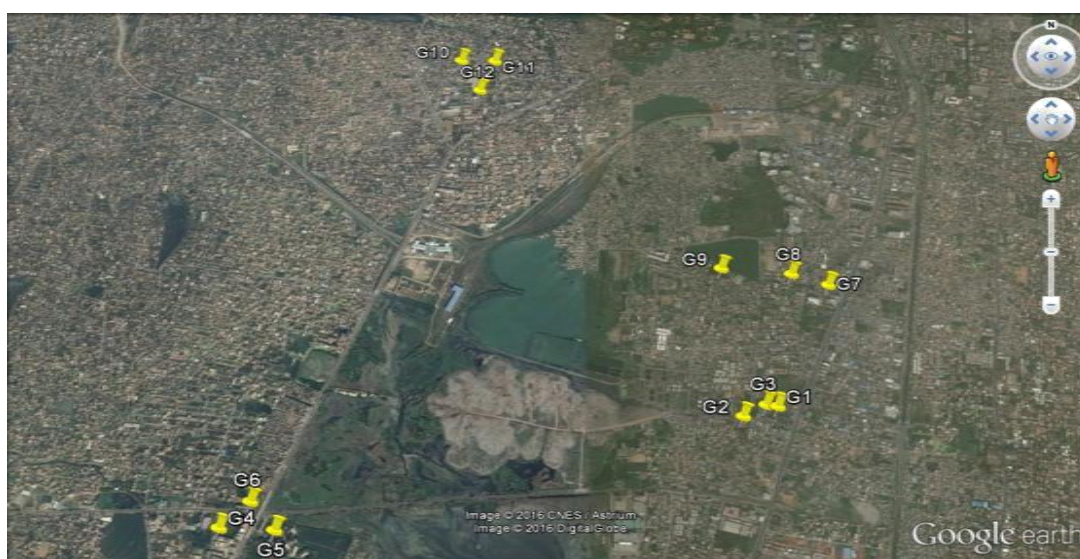 N
G10
G11
G12
G9
G8
G7
G3
G2
G1
G6
G4
G5
Image © 2016 CNES / Astrium
Image © 2016 DigitalGlobe
Google earth